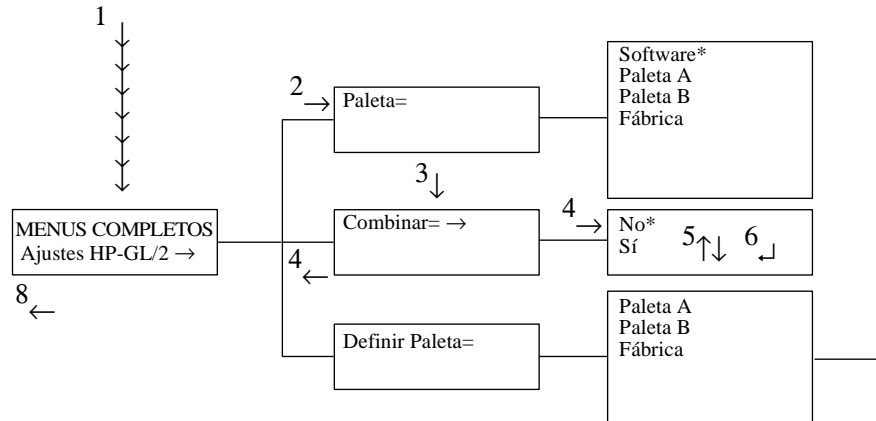 1
2 →
Paleta=
Software*
Paleta A
Paleta B
Fábrica
3 ↓
MENUS COMPLETOS
Ajustes HP-GL/2 →
Combinar= →
4 →
No*
Sí
5 ↑↓
6 ↵
4 ←
8 ←
Definir Paleta=
Paleta A
Paleta B
Fábrica